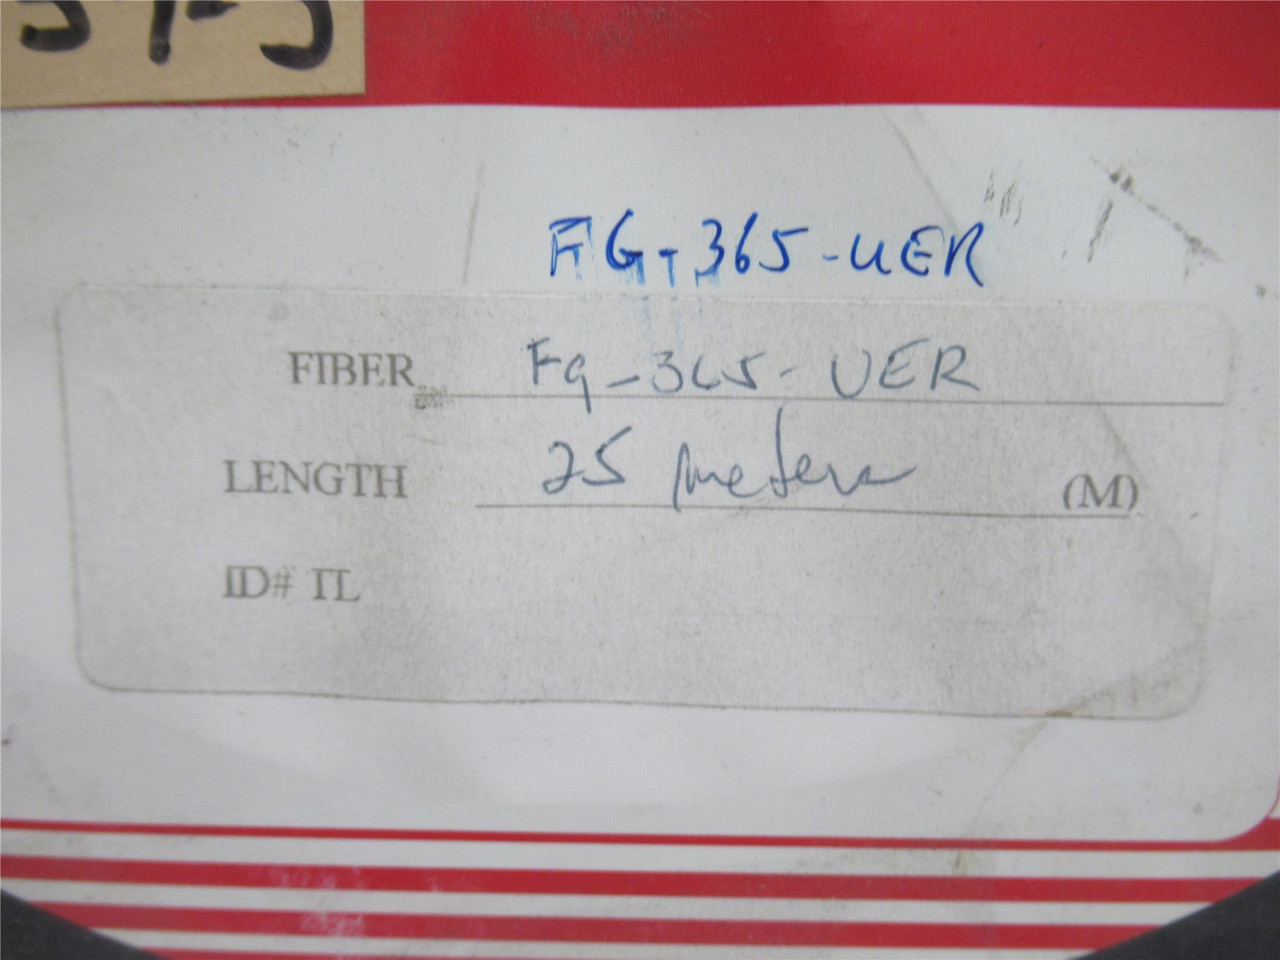 FG-365-UER
FIBER Fg-365-UER
LENGTH 25 meters (M)
ID# TL